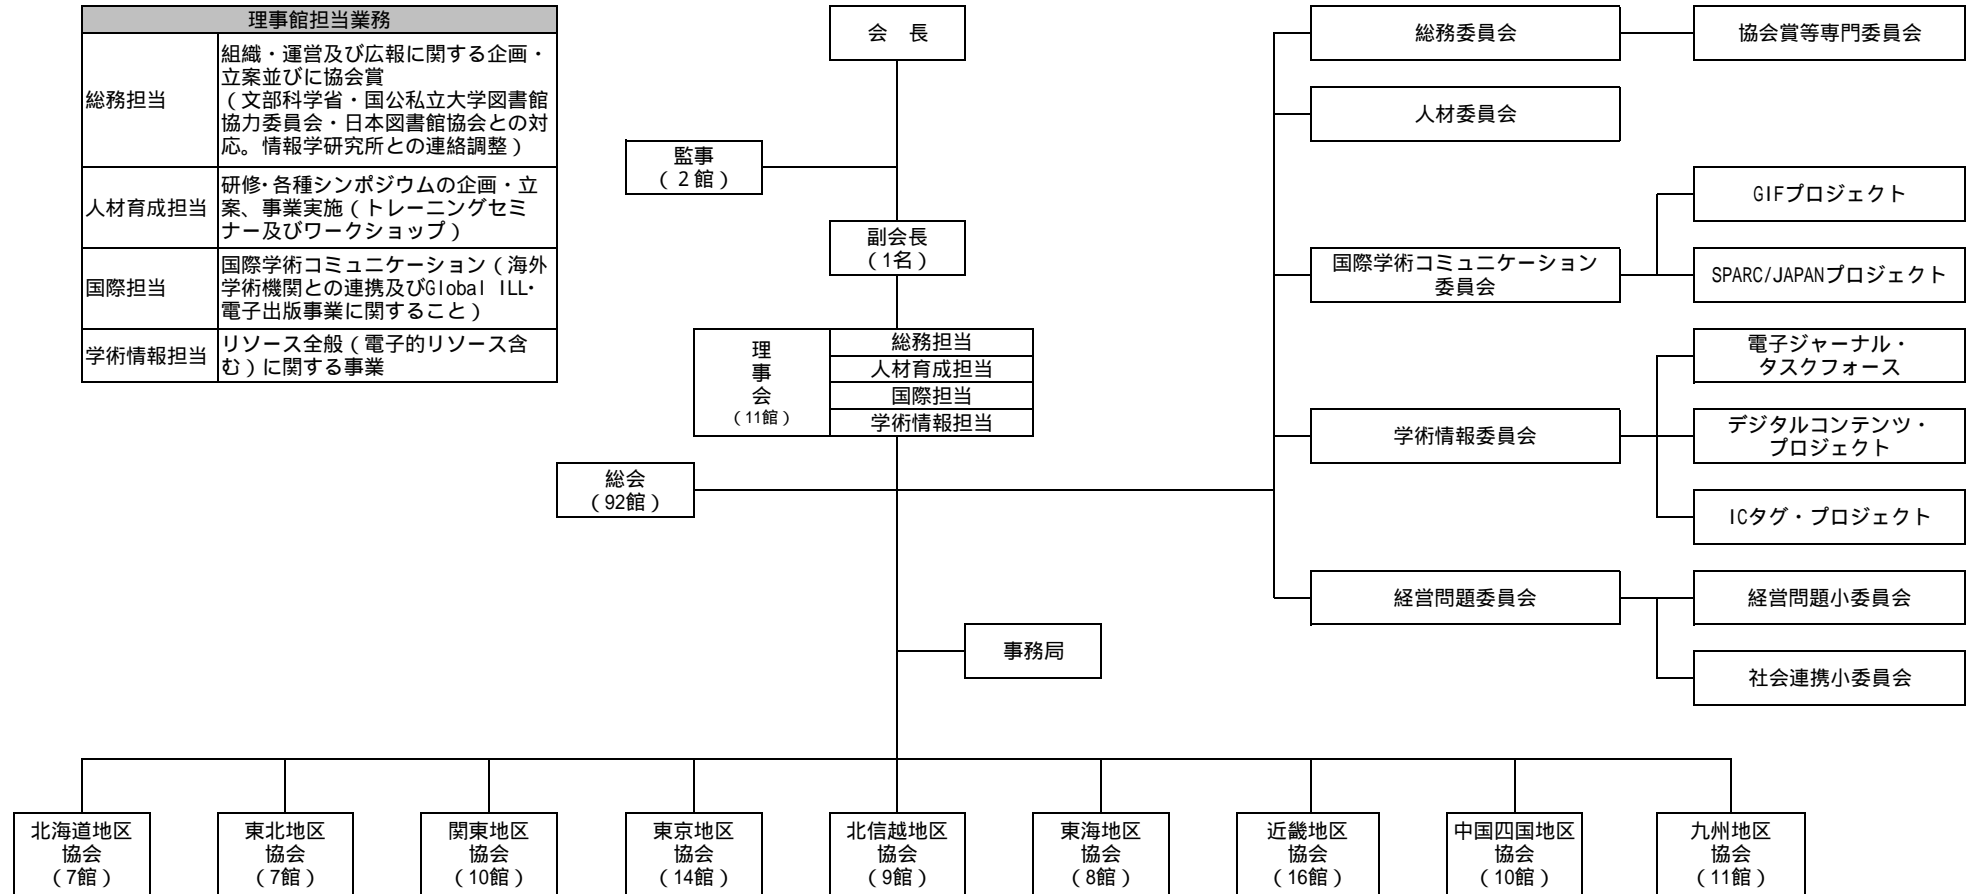 理事館担当業務
総務担当
組織・運営及び広報に関する企画・
立案並びに協会賞
（文部科学省・国公私立大学図書館
協力委員会・日本図書館協会との対
応。情報学研究所との連絡調整）
人材育成担当
研修・各種シンポジウムの企画・立
案、事業実施（トレーニングセミ
ナー及びワークショップ）
国際担当
国際学術コミュニケーション（海外
学術機関との連携及びGlobal ILL・
電子出版事業に関すること）
学術情報担当
リソース全般（電子的リソース含
む）に関する事業
会　長
監事
（２館）
副会長
（1名）
理
事
会
（11館）
総務担当
人材育成担当
国際担当
学術情報担当
総会
（92館）
事務局
総務委員会
協会賞等専門委員会
人材委員会
国際学術コミュニケーション
委員会
GIFプロジェクト
SPARC/JAPANプロジェクト
学術情報委員会
電子ジャーナル・
タスクフォース
デジタルコンテンツ・
プロジェクト
ICタグ・プロジェクト
経営問題委員会
経営問題小委員会
社会連携小委員会
北海道地区
協会
（7館）
東北地区
協会
（7館）
関東地区
協会
（10館）
東京地区
協会
（14館）
北信越地区
協会
（9館）
東海地区
協会
（8館）
近畿地区
協会
（16館）
中国四国地区
協会
（10館）
九州地区
協会
（11館）